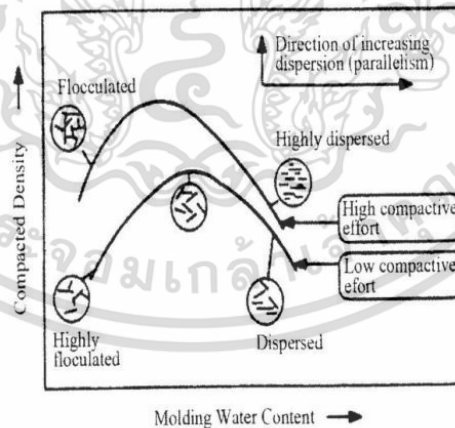 Direction of increasing
dispersion (parallelism)
Flocculated
Highly dispersed
High compactive
effort
Low compactive
efort
Compacted Density
Highly
floculated
Dispersed
Molding Water Content